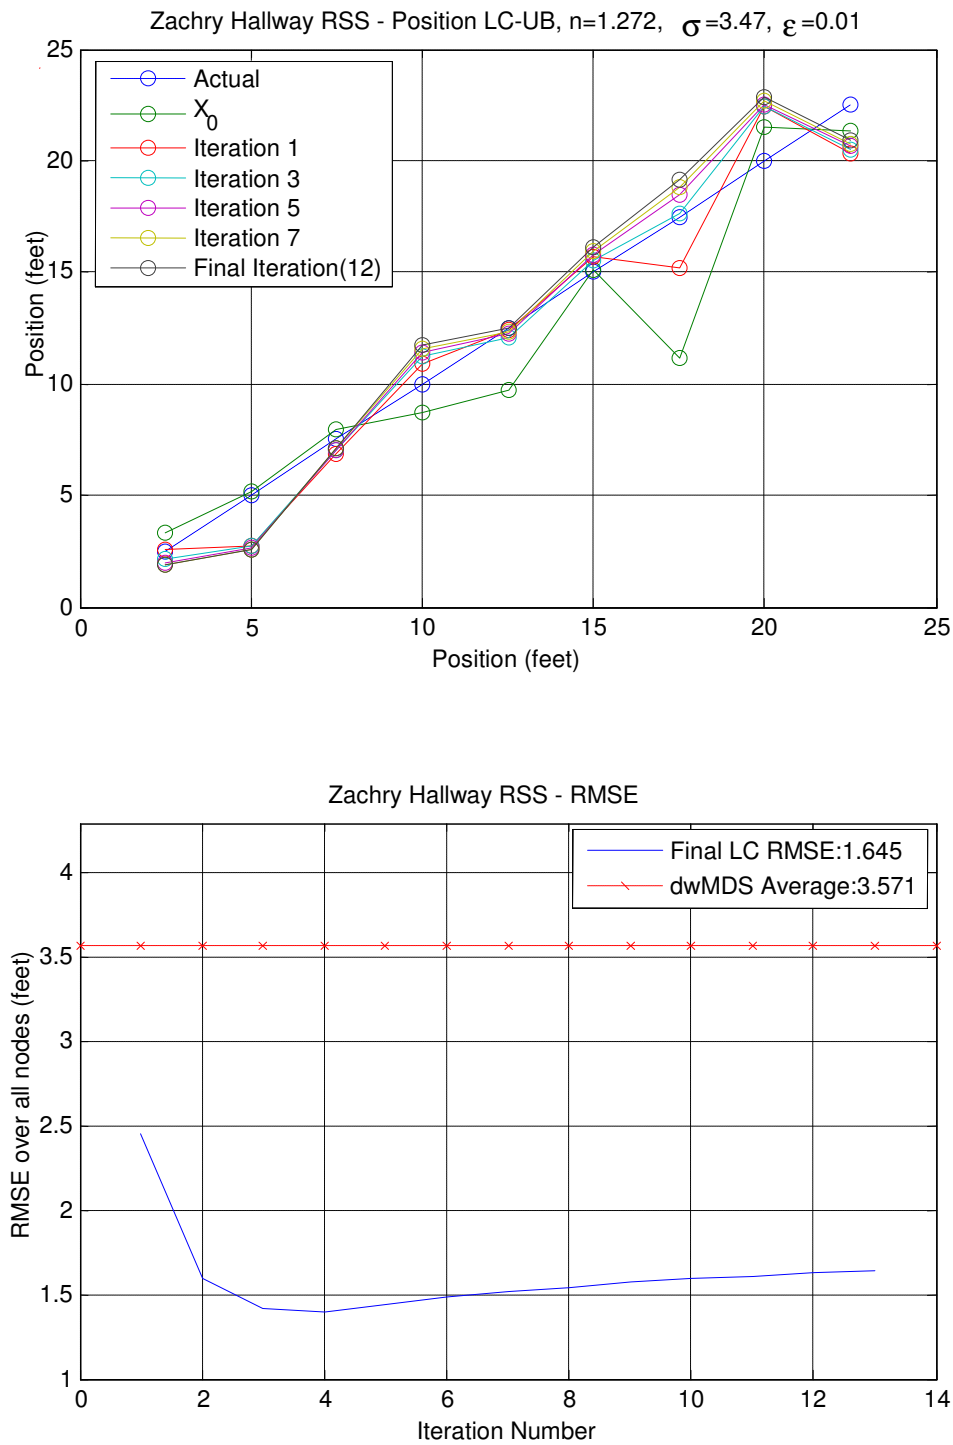 Zachry Hallway RSS - Position LC-UB, n=1.272, σ=3.47, ε=0.01
25
20
15
10
5
0
Position (feet)
Actual
X_0
Iteration 1
Iteration 3
Iteration 5
Iteration 7
Final Iteration(12)
0 5 10 15 20 25
Position (feet)
Zachry Hallway RSS - RMSE
4
3.5
3
2.5
2
1.5
1
RMSE over all nodes (feet)
Final LC RMSE:1.645
dwMDS Average:3.571
0 2 4 6 8 10 12 14
Iteration Number